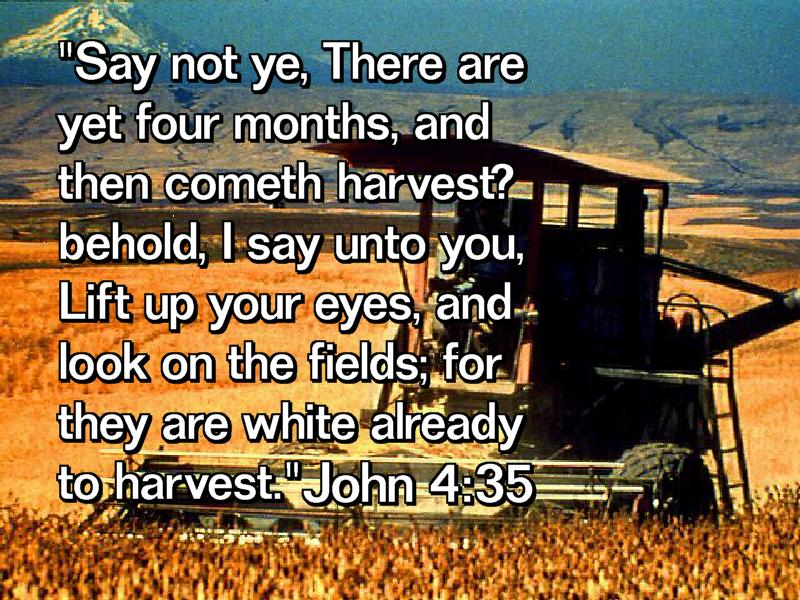 "Say not ye, There are
yet four months, and
then cometh harvest?
behold, I say unto you,
Lift up your eyes, and
look on the fields; for
they are white already
to harvest."John 4:35